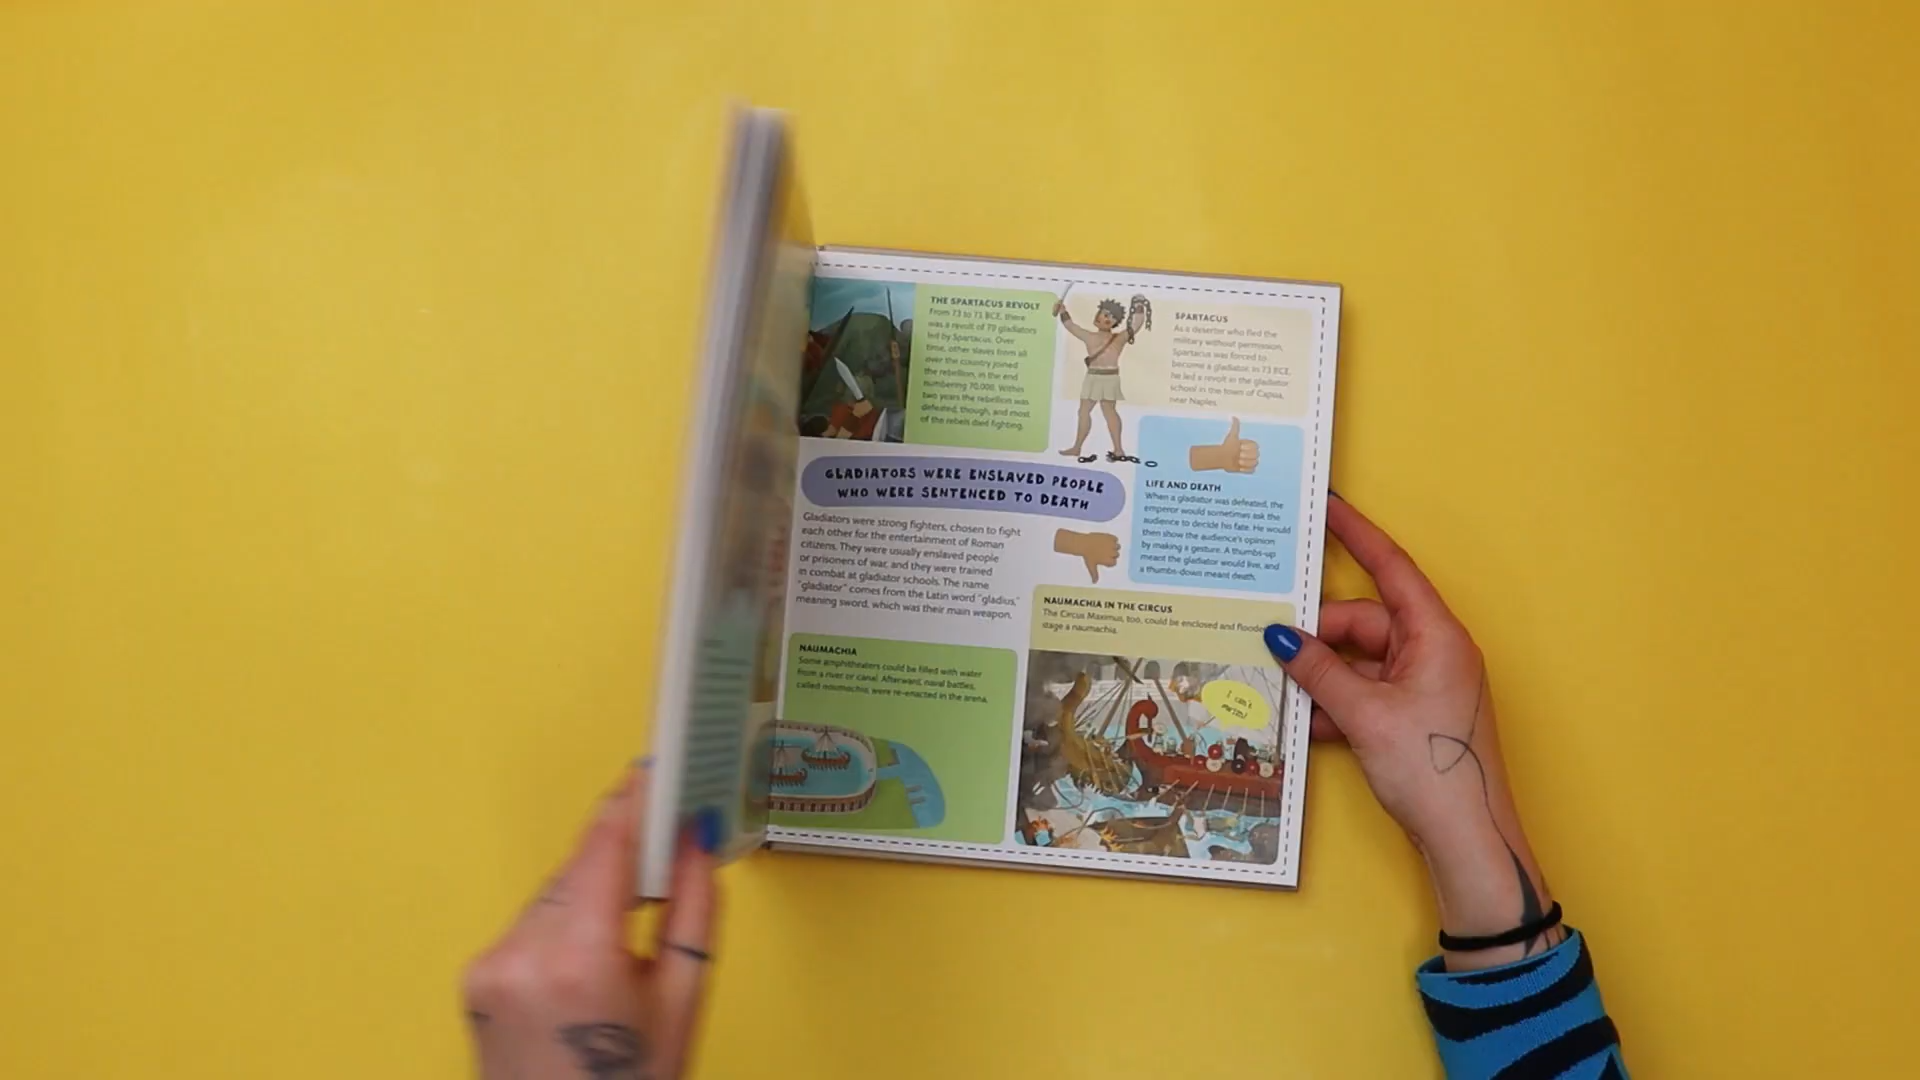 THE SPARTACUS REVOLT
From 73 to 71 BCE, there
was a revolt of 79 gladiators
led by Spartacus. Over
time, other slaves from all
over the country joined
the rebellion, in the end
numbering 70,000. Within
two years the rebellion was
defeated, though, and most
of the rebels died fighting.
SPARTACUS
As a deserter who fled the
military without permission,
Spartacus was forced to
become a gladiator. In 73 BCE,
he led a revolt in the gladiator
school in the town of Capua,
near Naples.
GLADIATORS WERE ENSLAVED PEOPLE
WHO WERE SENTENCED TO DEATH
Gladiators were strong fighters, chosen to fight
each other for the entertainment of Roman
citizens. They were usually enslaved people
or prisoners of war, and they were trained
in combat at gladiator schools. The name
"gladiator" comes from the Latin word "gladius,"
meaning sword, which was their main weapon.
LIFE AND DEATH
When a gladiator was defeated, the
emperor would sometimes ask the
audience to decide his fate. He would
then show the audience's opinion
by making a gesture. A thumbs-up
meant the gladiator would live, and
a thumbs-down meant death.
NAUMACHIA
Some amphitheaters could be filled with water
from a river or canal. Afterward, naval battles,
called naumachia, were re-enacted in the arena.
NAUMACHIA IN THE CIRCUS
The Circus Maximus, too, could be enclosed and flooded
stage a naumachia.
I can't
swim!